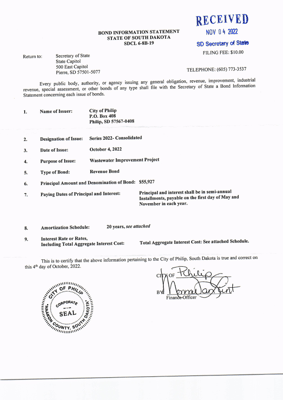 RECEIVED
NOV 04 2022
SD Secretary of State
BOND INFORMATION STATEMENT
STATE OF SOUTH DAKOTA
SDCL 6-8B-19
FILING FEE: $10.00
Return to: Secretary of State
State Capitol
500 East Capitol
Pierre, SD 57501-5077
TELEPHONE: (605) 773-3537
Every public body, authority, or agency issuing any general obligation, revenue, improvement, industrial
revenue, special assessment, or other bonds of any type shall file with the Secretary of State a Bond Information
Statement concerning each issue of bonds.
1. Name of Issuer: City of Philip
P.O. Box 408
Philip, SD 57567-0408
2. Designation of Issue: Series 2022- Consolidated
3. Date of Issue: October 4, 2022
4. Purpose of Issue: Wastewater Improvement Project
5. Type of Bond: Revenue Bond
6. Principal Amount and Denomination of Bond: $55,927
7. Paying Dates of Principal and Interest: Principal and interest shall be in semi-annual
installments, payable on the first day of May and
November in each year.
8. Amortization Schedule: 20 years, see attached
9. Interest Rate or Rates,
Including Total Aggregate Interest Cost: Total Aggregate Interest Cost: See attached Schedule.
This is to certify that the above information pertaining to the City of Philip, South Dakota is true and correct on
this 4th day of October, 2022.
CITY OF Philip
BY
Finance Officer
CITY OF PHILIP
CORPORATE
SEAL
COUNTY, SOUTH DAKOTA